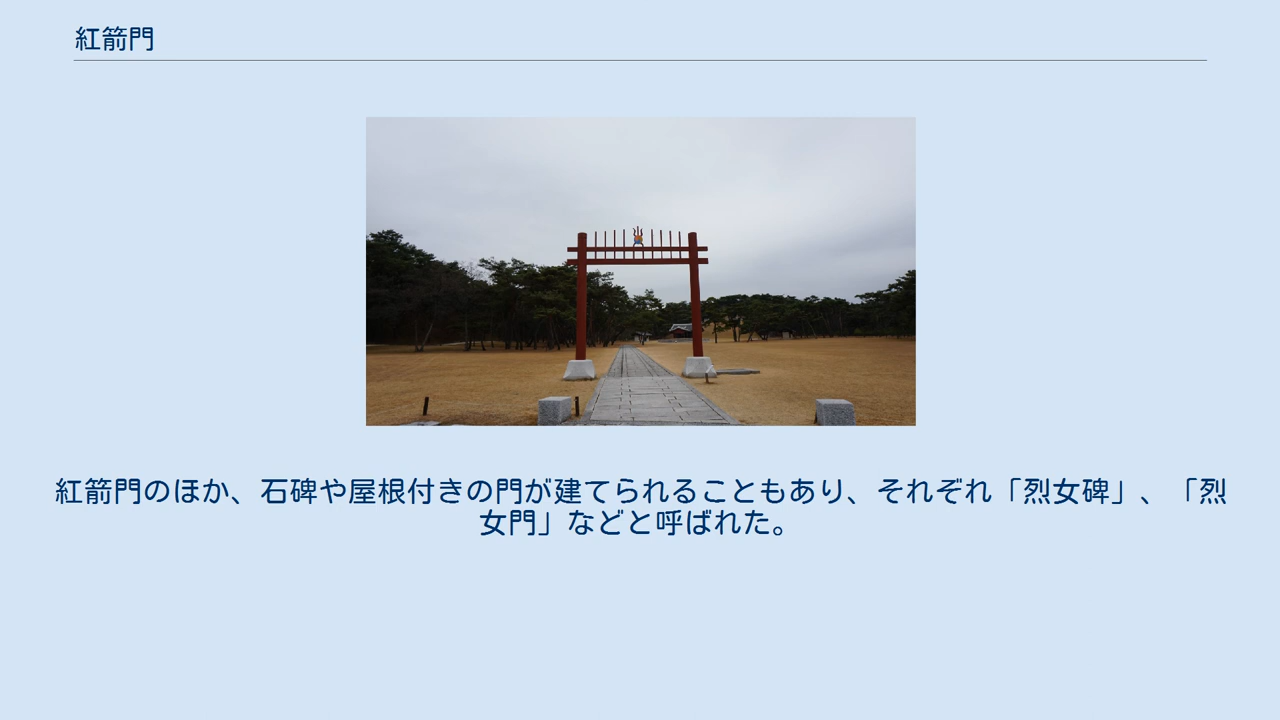 紅箭門
紅箭門のほか、石碑や屋根付きの門が建てられることもあり、それぞれ「烈女碑」、「烈
女門」などと呼ばれた。